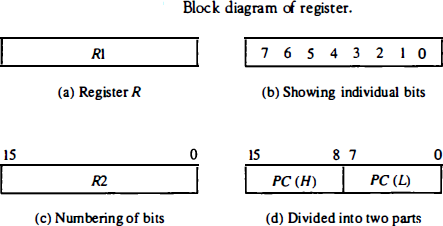 Block diagram of register.
R1
7 6 5 4 3 2 1 0
(a) Register R
(b) Showing individual bits
15 0
15 8 7 0
R2
PC (H) PC (L)
(c) Numbering of bits
(d) Divided into two parts